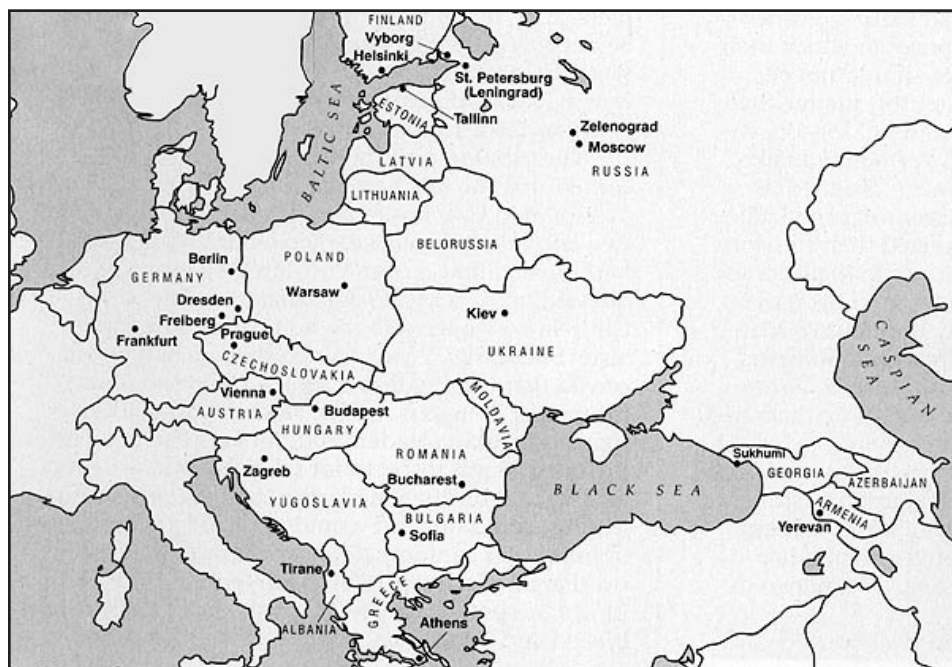 FINLAND
Vyborg
Helsinki
St. Petersburg
(Leningrad)
Tallinn
ESTONIA
BALTIC SEA
Zelenograd
Moscow
RUSSIA
LATVIA
LITHUANIA
BELORUSSIA
POLAND
Berlin
GERMANY
Warsaw
Dresden
Freiberg
Kiev
Frankfurt
Prague
UKRAINE
CZECHOSLOVAKIA
CASPIAN
SEA
Vienna
MOLDAVIA
AUSTRIA
Budapest
HUNGARY
ROMANIA
Sukhumi
Zagreb
GEORGIA
Bucharest
AZERBAIJAN
BLACK SEA
YUGOSLAVIA
ARMENIA
BULGARIA
Yerevan
Sofia
Tirane
GREECE
Athens
ALBANIA